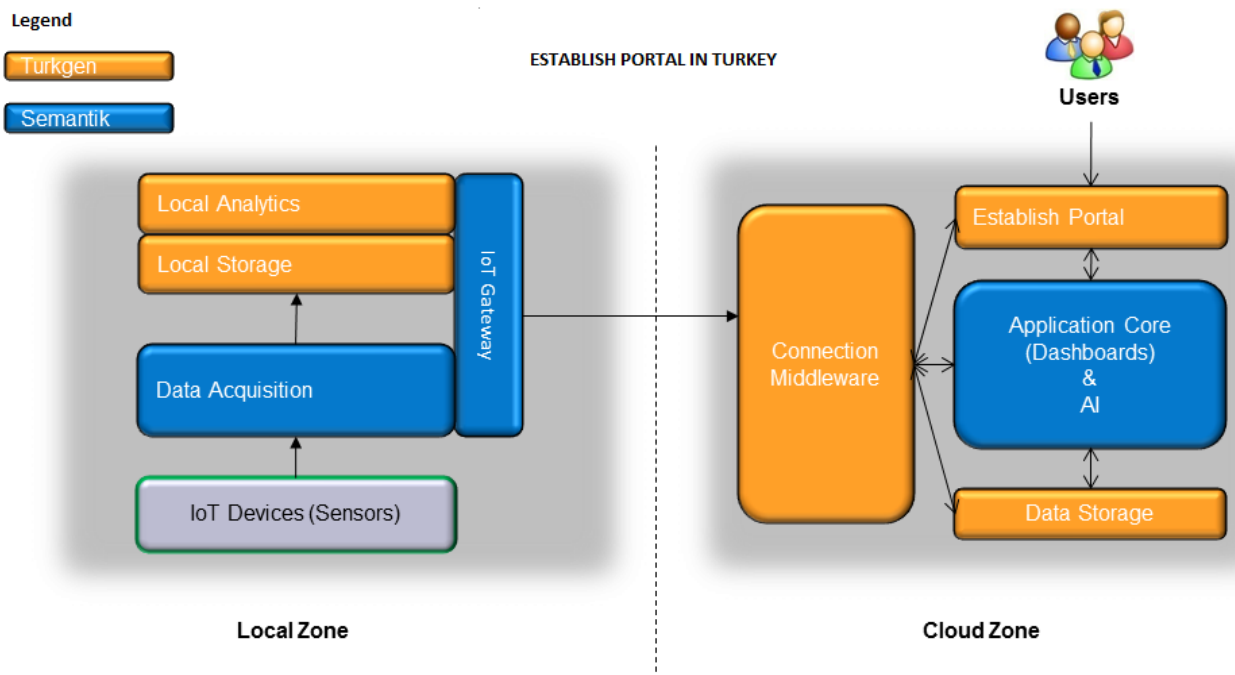 Legend
Turkgen
Semantik
ESTABLISH PORTAL IN TURKEY
Users
Local Analytics
Local Storage
Data Acquisition
IoT Gateway
IoT Devices (Sensors)
Local Zone
Connection
Middleware
Establish Portal
Application Core
(Dashboards)
&
AI
Data Storage
Cloud Zone